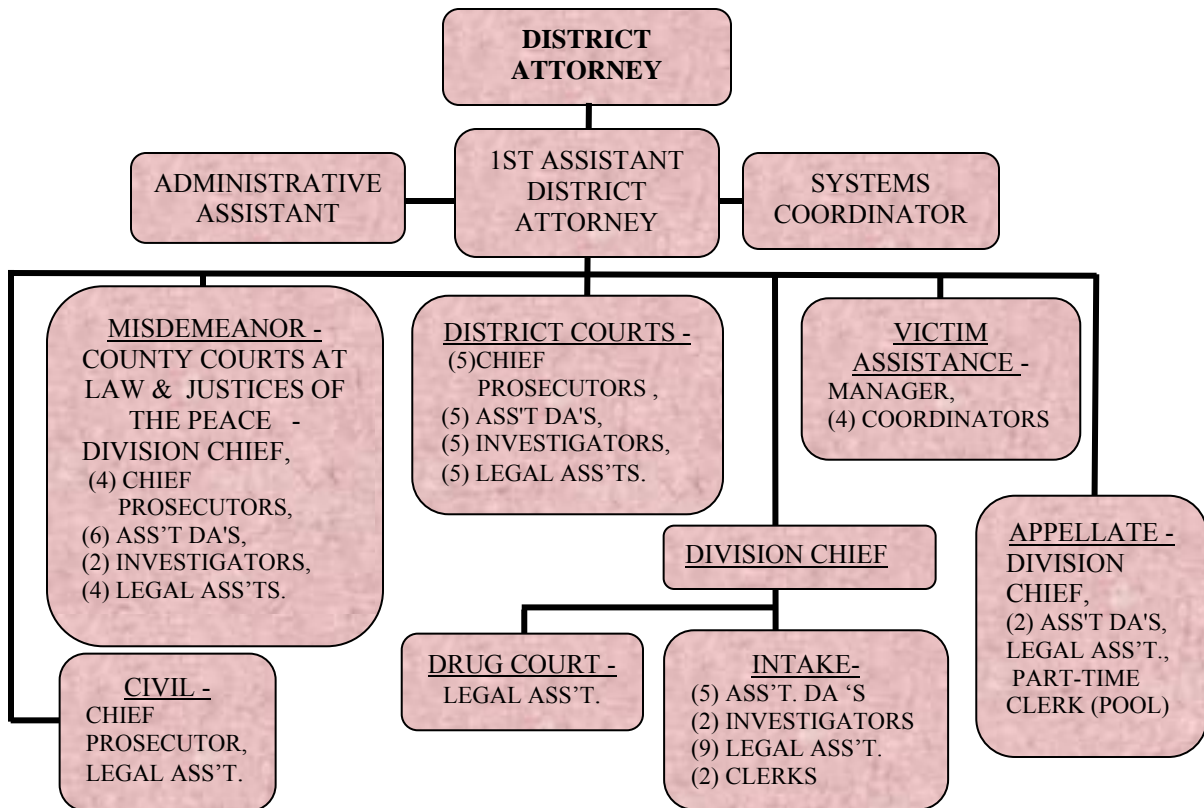 DISTRICT
ATTORNEY
ADMINISTRATIVE
ASSISTANT
1ST ASSISTANT
DISTRICT
ATTORNEY
SYSTEMS
COORDINATOR
MISDEMEANOR -
COUNTY COURTS AT
LAW & JUSTICES OF
THE PEACE -
DIVISION CHIEF,
(4) CHIEF
PROSECUTORS,
(6) ASS’T DA'S,
(2) INVESTIGATORS,
(4) LEGAL ASS’TS.
DISTRICT COURTS -
(5)CHIEF
PROSECUTORS ,
(5) ASS'T DA'S,
(5) INVESTIGATORS,
(5) LEGAL ASS’TS.
VICTIM
ASSISTANCE -
MANAGER,
(4) COORDINATORS
DIVISION CHIEF
APPELLATE -
DIVISION
CHIEF,
(2) ASS'T DA'S,
LEGAL ASS’T.,
PART-TIME
CLERK (POOL)
CIVIL -
CHIEF
PROSECUTOR,
LEGAL ASS’T.
DRUG COURT -
LEGAL ASS’T.
INTAKE-
(5) ASS’T. DA ‘S
(2) INVESTIGATORS
(9) LEGAL ASS’T.
(2) CLERKS